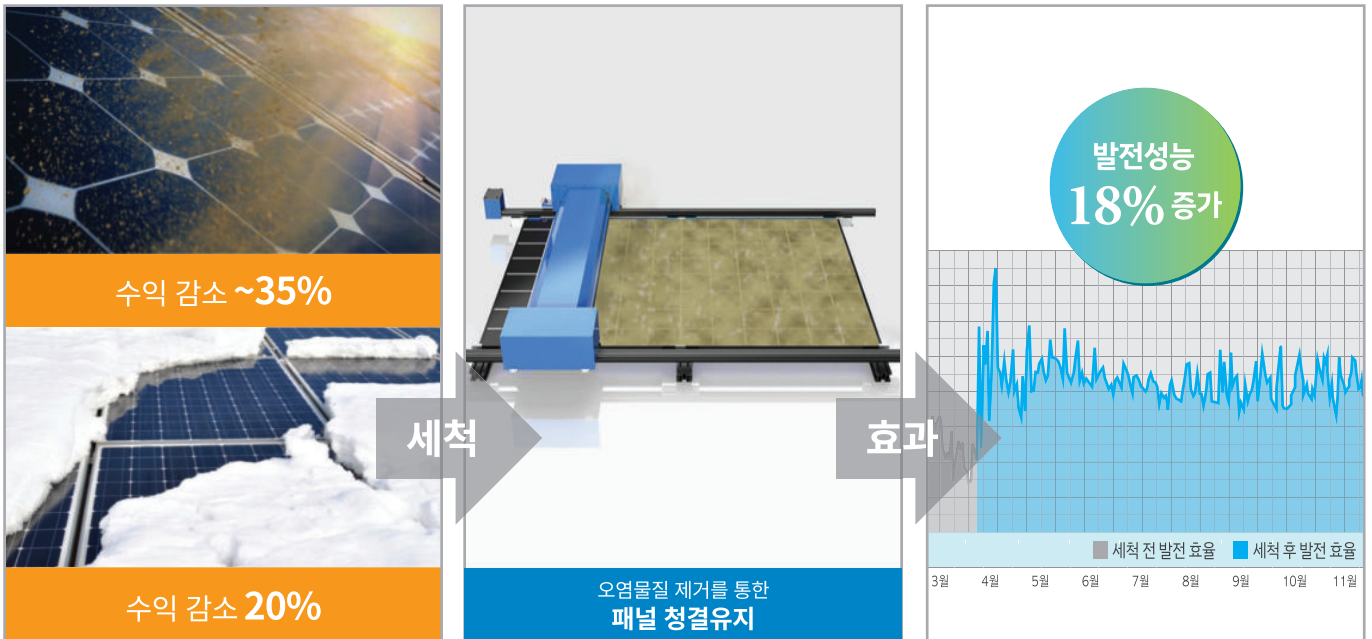 수익 감소 ~35%
수익 감소 20%
세척
오염물질 제거를 통한
패널 청결유지
효과
발전성능
18% 증가
세척 전 발전 효율 세척 후 발전 효율
3월 4월 5월 6월 7월 8월 9월 10월 11월